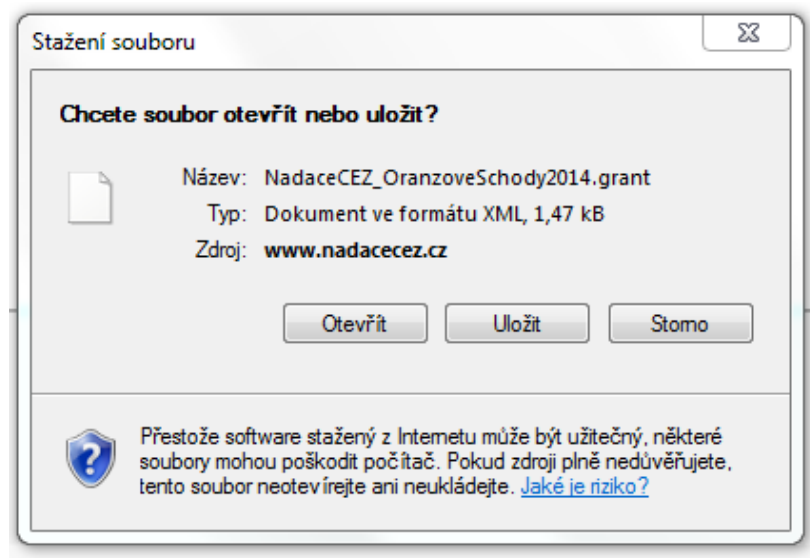 Stažení souboru
Chcete soubor otevřít nebo uložit?
Název: NadaceCEZ_OranzoveSchody2014.grant
Typ: Dokument ve formátu XML, 1,47 kB
Zdroj: www.nadacecez.cz
Otevřít Uložit Storno
Přestože software stažený z Internetu může být užitečný, některé
soubory mohou poškodit počítač. Pokud zdroji plně nedůvěřujete,
tento soubor neotevírejte ani neukládejte. Jaké je riziko?